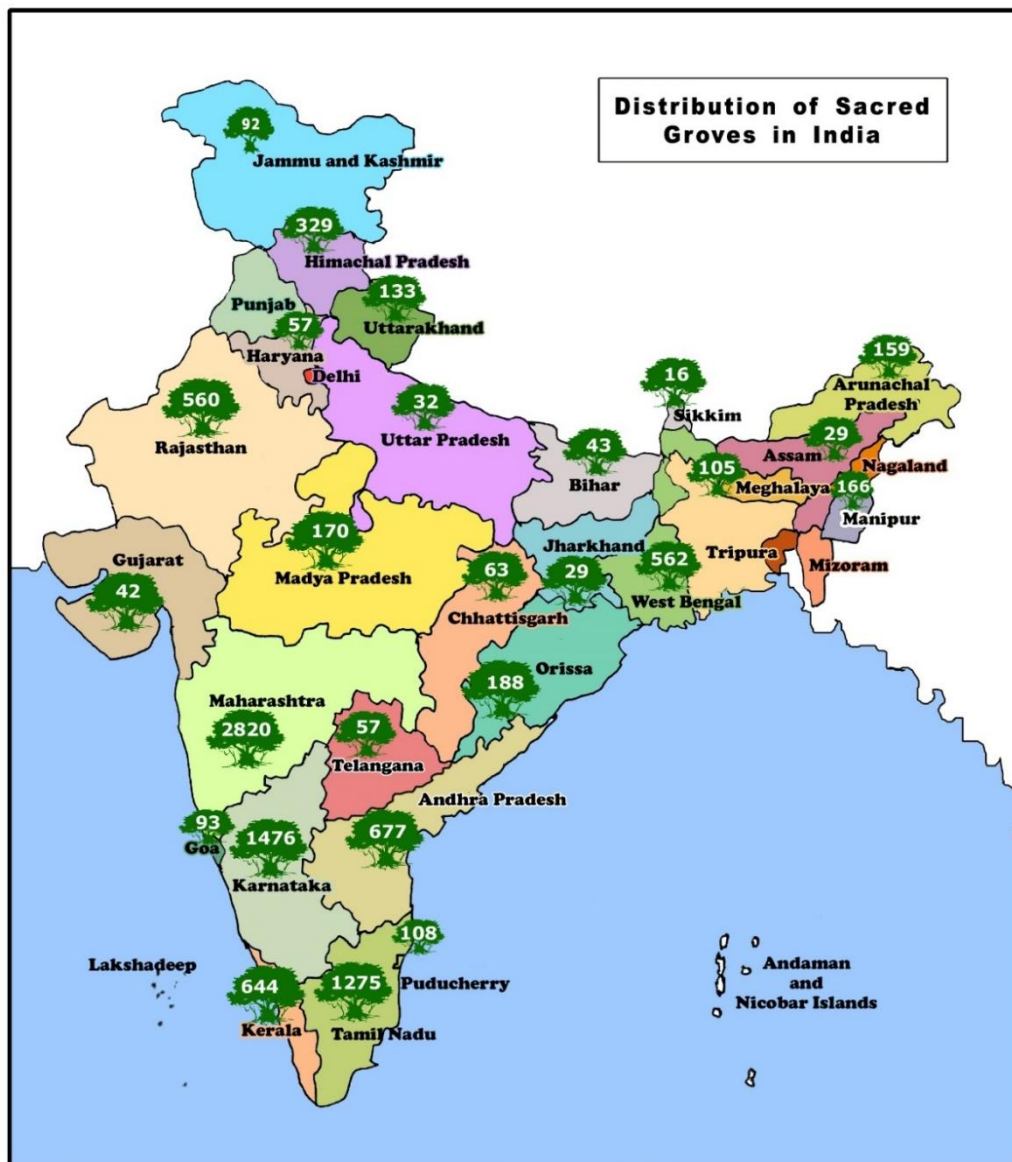 Distribution of Sacred
Groves in India
92
Jammu and Kashmir
329
Himachal Pradesh
133
Uttarakhand
Punjab
57
Haryana
Delhi
560
Rajasthan
32
Uttar Pradesh
16
Sikkim
159
Arunachal
Pradesh
29
Assam
Nagaland
43
Bihar
105
Meghalaya
166
Manipur
170
Madya Pradesh
Gujarat
42
Jharkhand
29
562
West Bengal
Tripura
Mizoram
63
Chhattisgarh
188
Orissa
Maharashtra
2820
57
Telangana
Andhra Pradesh
677
93
Goa
1476
Karnataka
108
Puducherry
Lakshadeep
644
Kerala
1275
Tamil Nadu
Andaman
and
Nicobar Islands